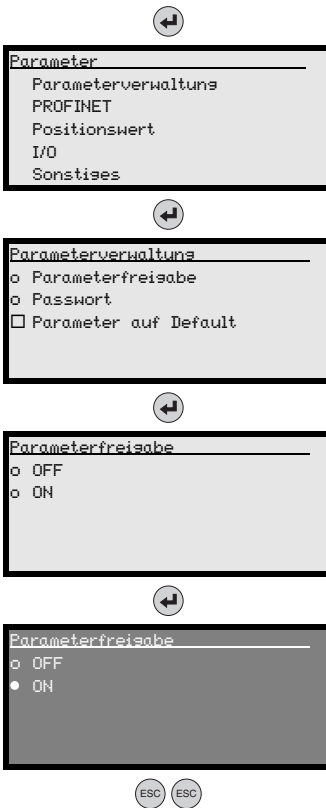 Parameter
Parameterverwaltung
PROFINET
Positionswert
I/O
Sonstiges
Parameterverwaltung
o Parameterfreigabe
o Passwort
☐ Parameter auf Default
Parameterfreigabe
o OFF
o ON
Parameterfreigabe
o OFF
● ON
ESC ESC